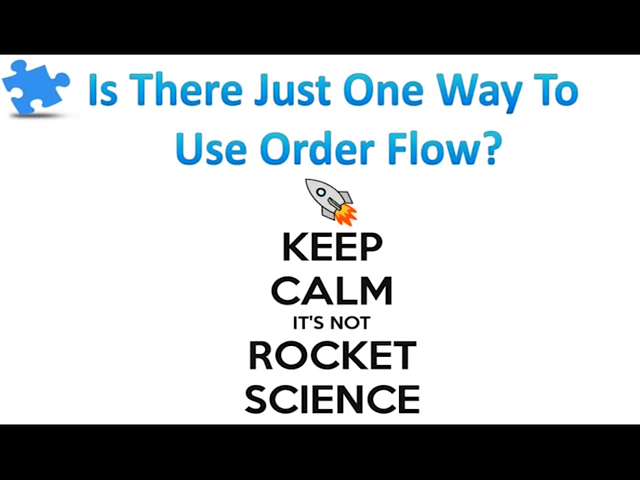 Is There Just One Way To
Use Order Flow?
KEEP
CALM
IT'S NOT
ROCKET
SCIENCE